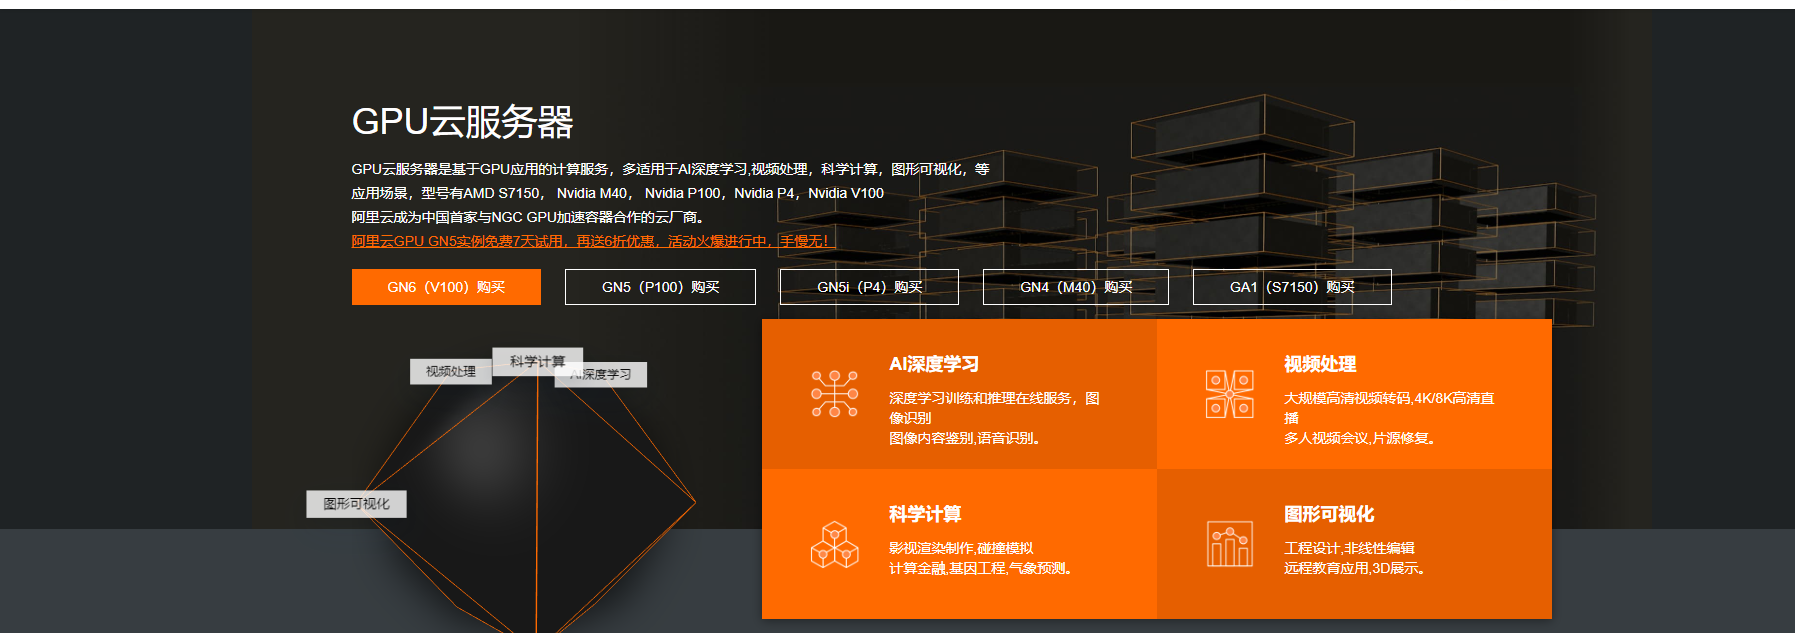 GPU云服务器
GPU云服务器是基于GPU应用的计算服务，多适用于AI深度学习,视频处理，科学计算，图形可视化，等
应用场景，型号有AMD S7150， Nvidia M40， Nvidia P100，Nvidia P4，Nvidia V100
阿里云成为中国首家与NGC GPU加速容器合作的云厂商。
阿里云GPU GN5实例免费7天试用，再送6折优惠，活动火爆进行中，手慢无！
GN6（V100）购买
GN5（P100）购买
GN5i（P4）购买
GN4（M40）购买
GA1（S7150）购买
科学计算
视频处理
AI深度学习
图形可视化
AI深度学习
深度学习训练和推理在线服务，图
像识别
图像内容鉴别,语音识别。
视频处理
大规模高清视频转码,4K/8K高清直
播
多人视频会议,片源修复。
科学计算
影视渲染制作,碰撞模拟
计算金融,基因工程,气象预测。
图形可视化
工程设计,非线性编辑
远程教育应用,3D展示。